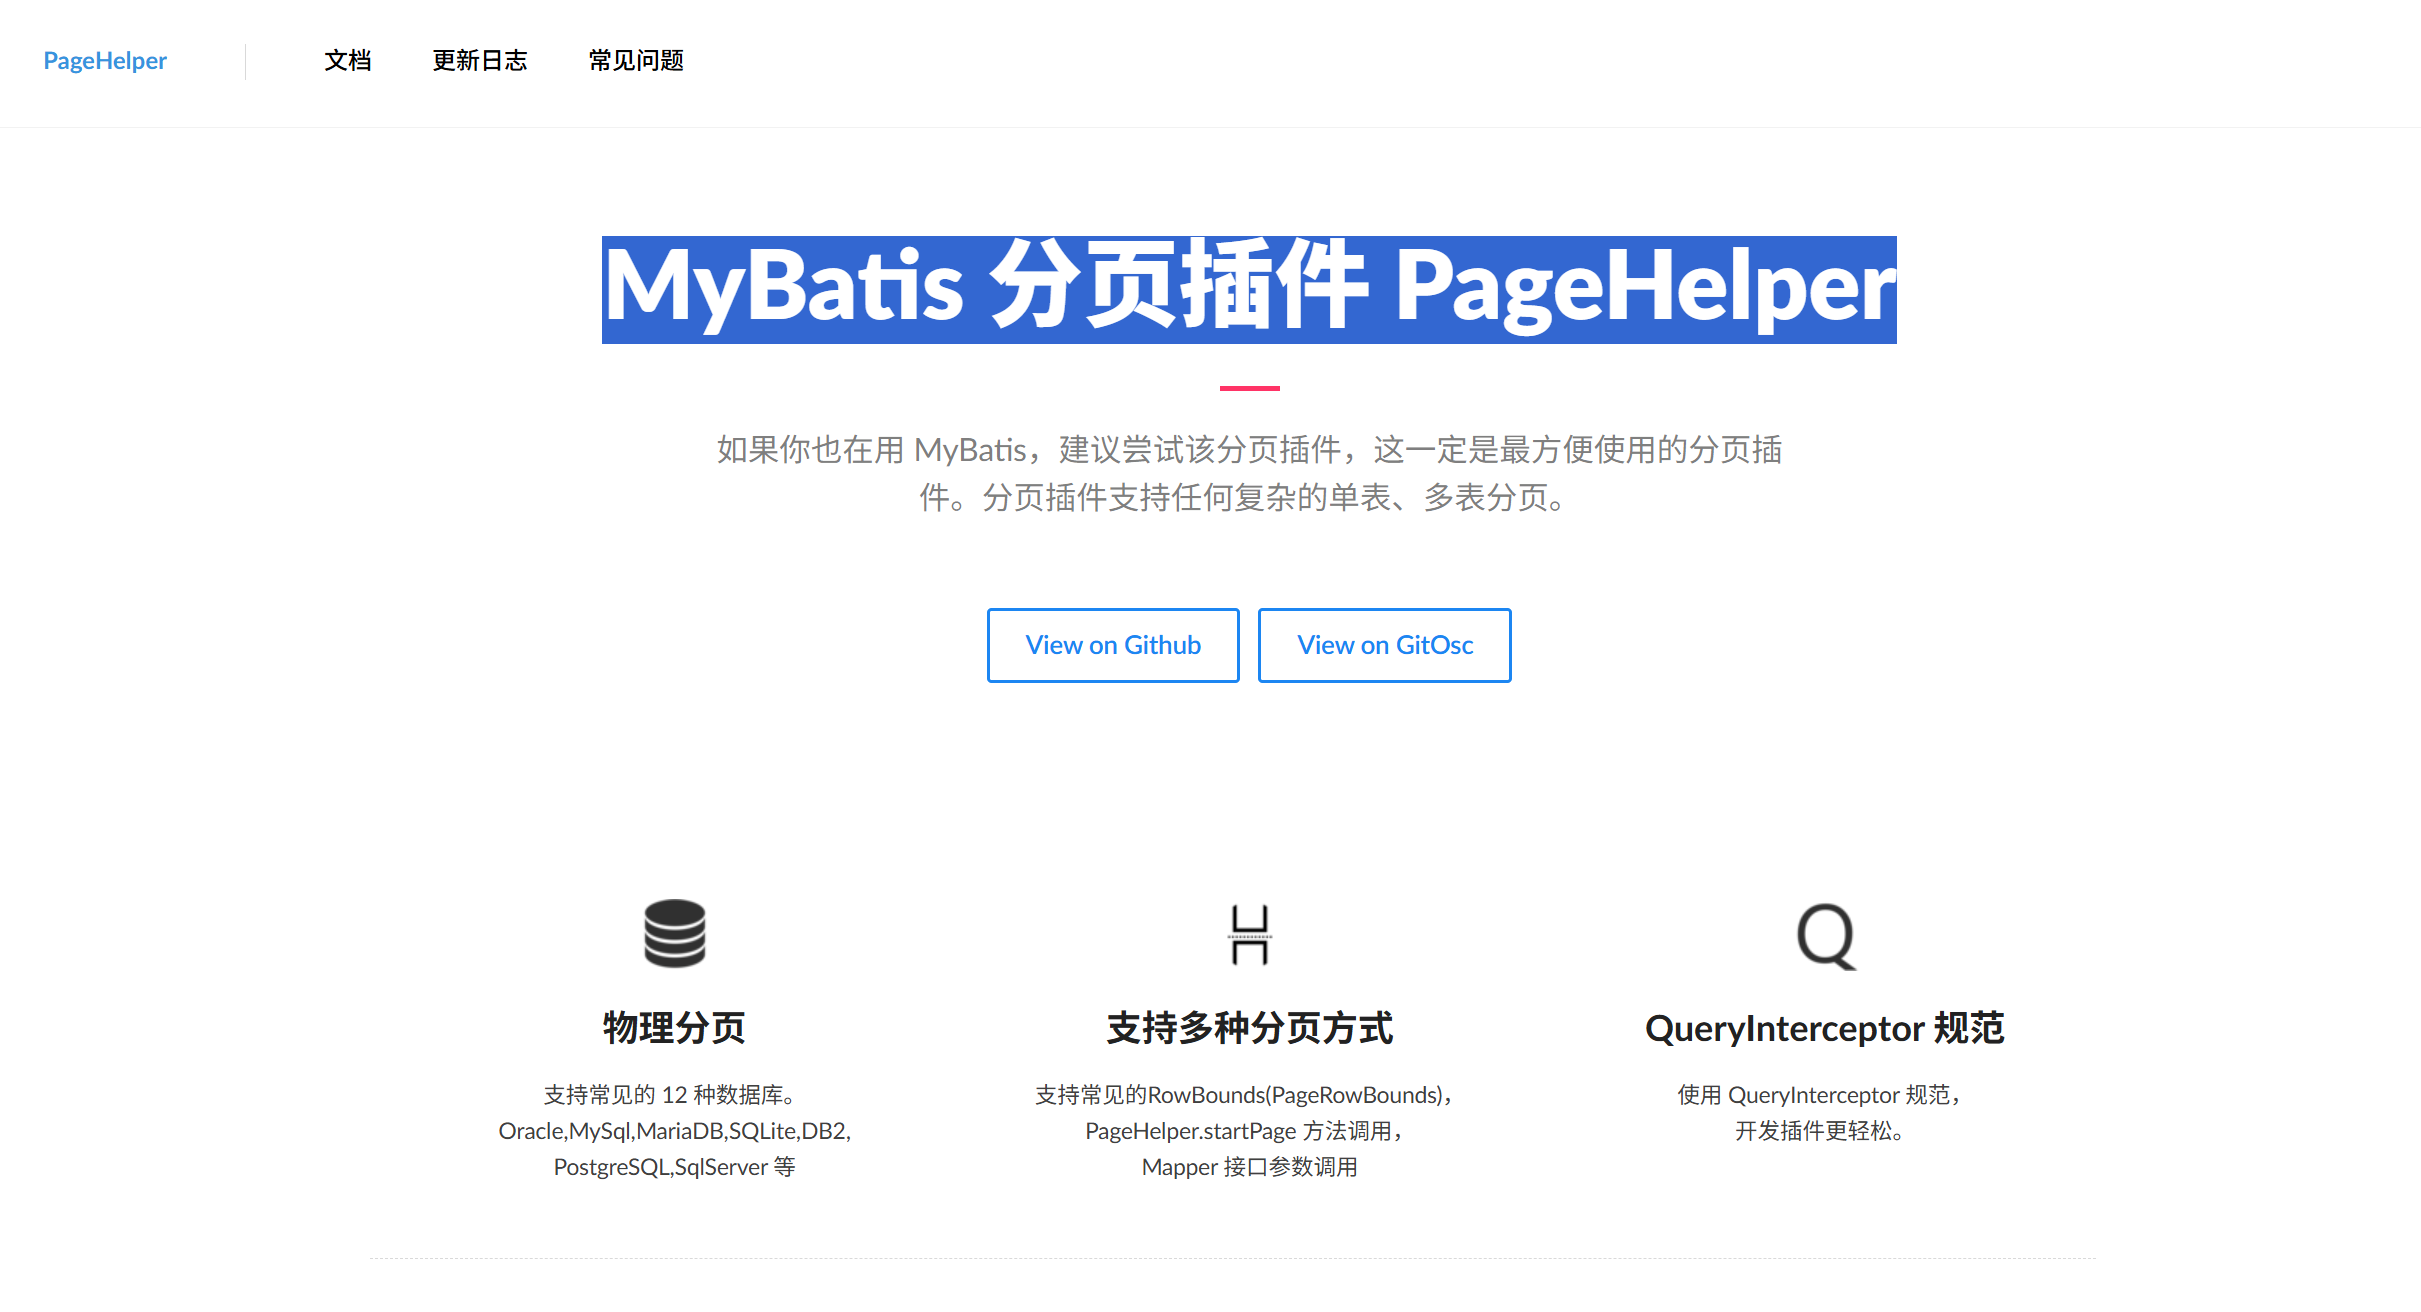 PageHelper
文档
更新日志
常见问题
MyBatis 分页插件 PageHelper
如果你也在用 MyBatis，建议尝试该分页插件，这一定是最方便使用的分页插
件。分页插件支持任何复杂的单表、多表分页。
View on Github
View on GitOsc
物理分页
支持常见的 12 种数据库。
Oracle,MySql,MariaDB,SQLite,DB2,
PostgreSQL,SqlServer 等
支持多种分页方式
支持常见的RowBounds(PageRowBounds)，
PageHelper.startPage 方法调用，
Mapper 接口参数调用
Q
QueryInterceptor 规范
使用 QueryInterceptor 规范，
开发插件更轻松。